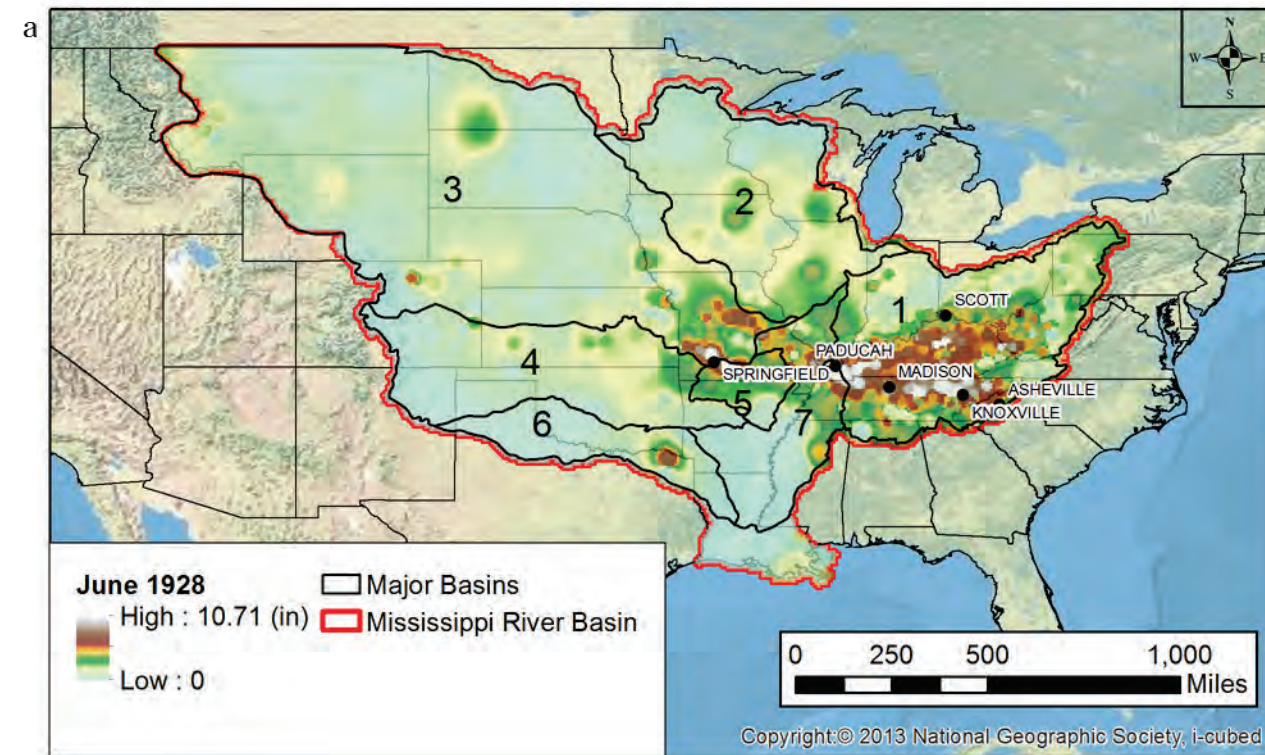 a
N
W E
S
3
2
1
SCOTT
PADUCAH
4
SPRINGFIELD
MADISON
ASHEVILLE
KNOXVILLE
5
6
7
June 1928
High : 10.71 (in)
Low : 0
Major Basins
Mississippi River Basin
0 250 500 1,000
Miles
Copyright:© 2013 National Geographic Society, i-cubed